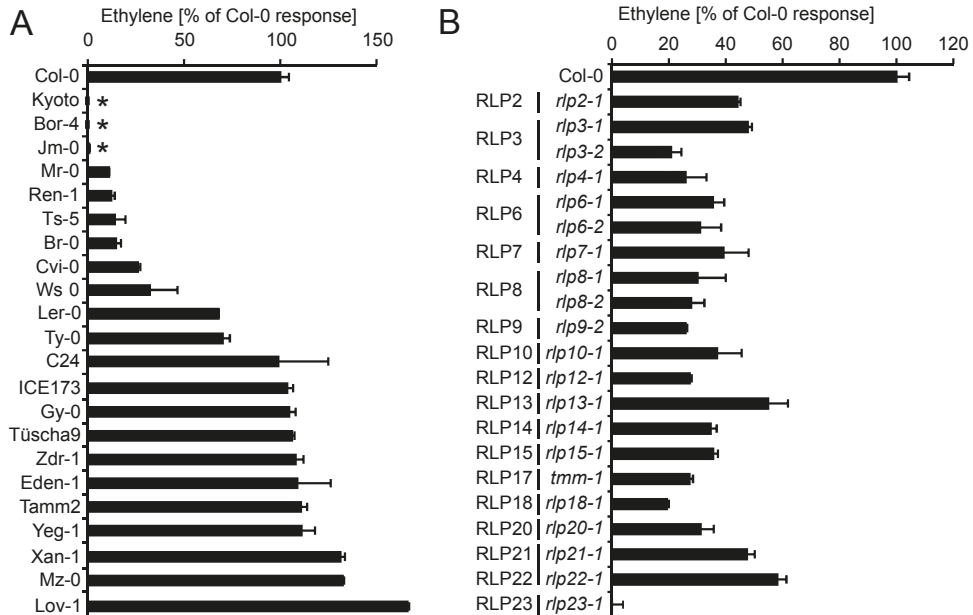 A
Ethylene [% of Col-0 response]
0 50 100 150
Col-0
Kyoto *
Bor-4 *
Jm-0 *
Mr-0
Ren-1
Ts-5
Br-0
Cvi-0
Ws 0
Ler-0
Ty-0
C24
ICE173
Gy-0
Tüscha9
Zdr-1
Eden-1
Tamm2
Yeg-1
Xan-1
Mz-0
Lov-1
B
Ethylene [% of Col-0 response]
0 20 40 60 80 100 120
Col-0
RLP2 rlp2-1
RLP3 rlp3-1
rlp3-2
RLP4 rlp4-1
RLP6 rlp6-1
rlp6-2
RLP7 rlp7-1
RLP8 rlp8-1
rlp8-2
RLP9 rlp9-2
RLP10 rlp10-1
RLP12 rlp12-1
RLP13 rlp13-1
RLP14 rlp14-1
RLP15 rlp15-1
RLP17 tmm-1
RLP18 rlp18-1
RLP20 rlp20-1
RLP21 rlp21-1
RLP22 rlp22-1
RLP23 rlp23-1